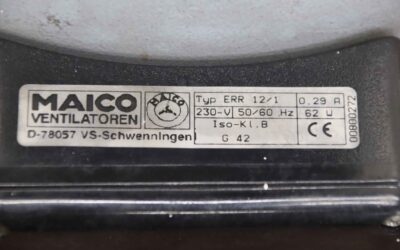 MAICO
VENTILATOREN
D-78057 VS-Schwenningen
MAICO
Typ ERR 12/1
0.29 A
230-V 50/60 Hz
62 W
Iso-Kl.B
G 42
CE
00800272